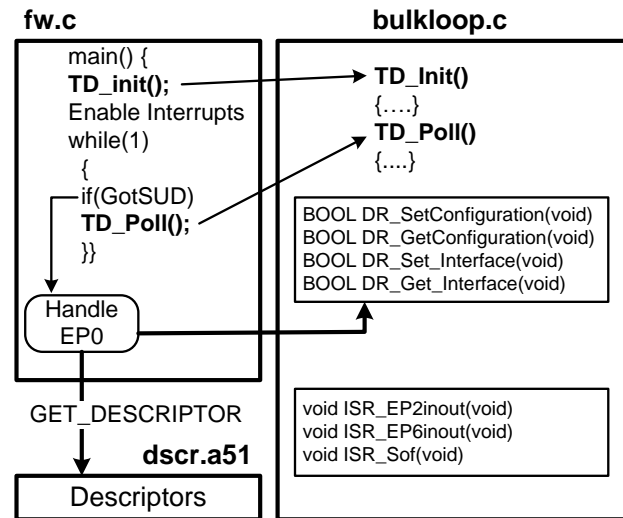 fw.c
main() {
TD_init();
Enable Interrupts
while(1)
{
if(GotSUD)
TD_Poll();
}}
Handle
EP0
GET_DESCRIPTOR
dscr.a51
Descriptors
bulkloop.c
TD_Init()
{....}
TD_Poll()
{....}
BOOL DR_SetConfiguration(void)
BOOL DR_GetConfiguration(void)
BOOL DR_Set_Interface(void)
BOOL DR_Get_Interface(void)
void ISR_EP2inout(void)
void ISR_EP6inout(void)
void ISR_Sof(void)